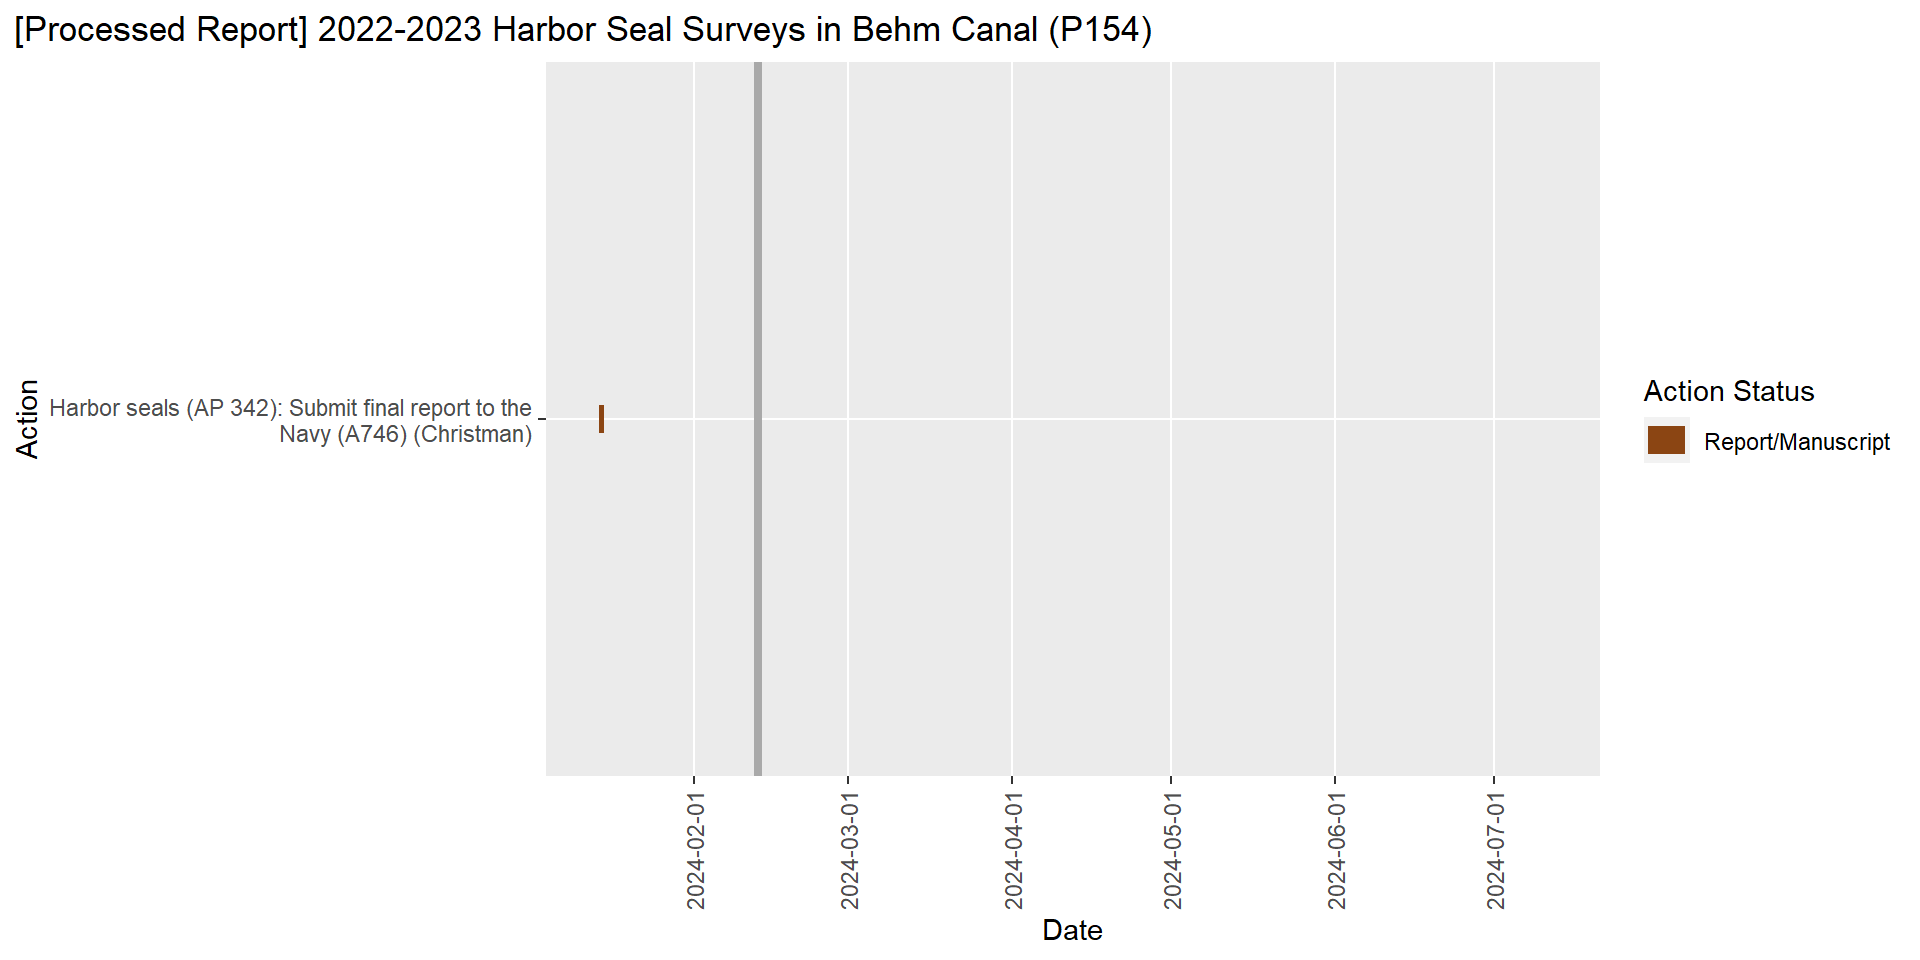 [Processed Report] 2022-2023 Harbor Seal Surveys in Behm Canal (P154)
Action
Harbor seals (AP 342): Submit final report to the
Navy (A746) (Christman)
Action Status
Report/Manuscript
2024-02-01
2024-03-01
2024-04-01
2024-05-01
2024-06-01
2024-07-01
Date